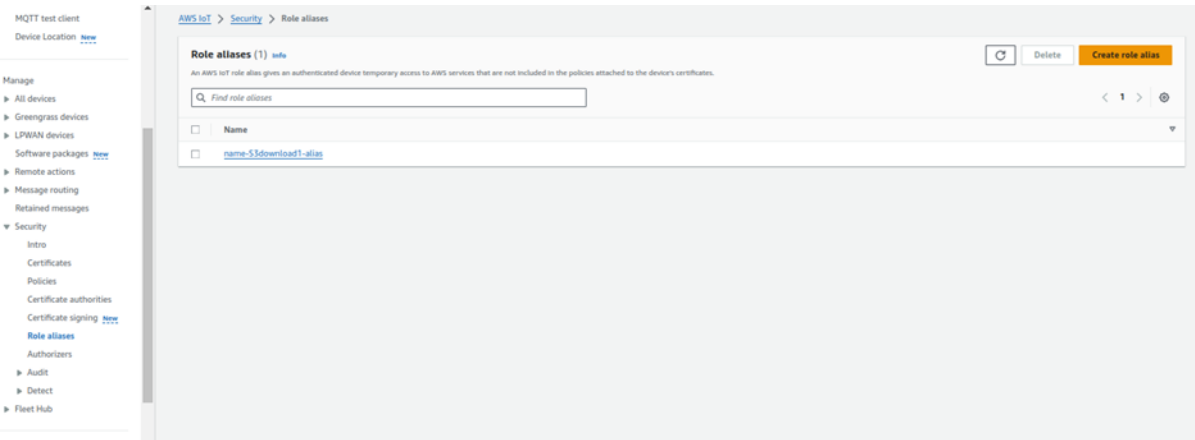 MQTT test client
Device Location New
Manage
All devices
Greengrass devices
LPWAN devices
Software packages New
Remote actions
Message routing
Retained messages
Security
Intro
Certificates
Policies
Certificate authorities
Certificate signing New
Role aliases
Authorizers
Audit
Detect
Fleet Hub
AWS IoT > Security > Role aliases
Role aliases (1) Info
Delete
Create role alias
An AWS IoT role alias gives an authenticated device temporary access to AWS services that are not included in the policies attached to the device's certificates.
Find role aliases
< 1 >
Name
name-S3download1-alias